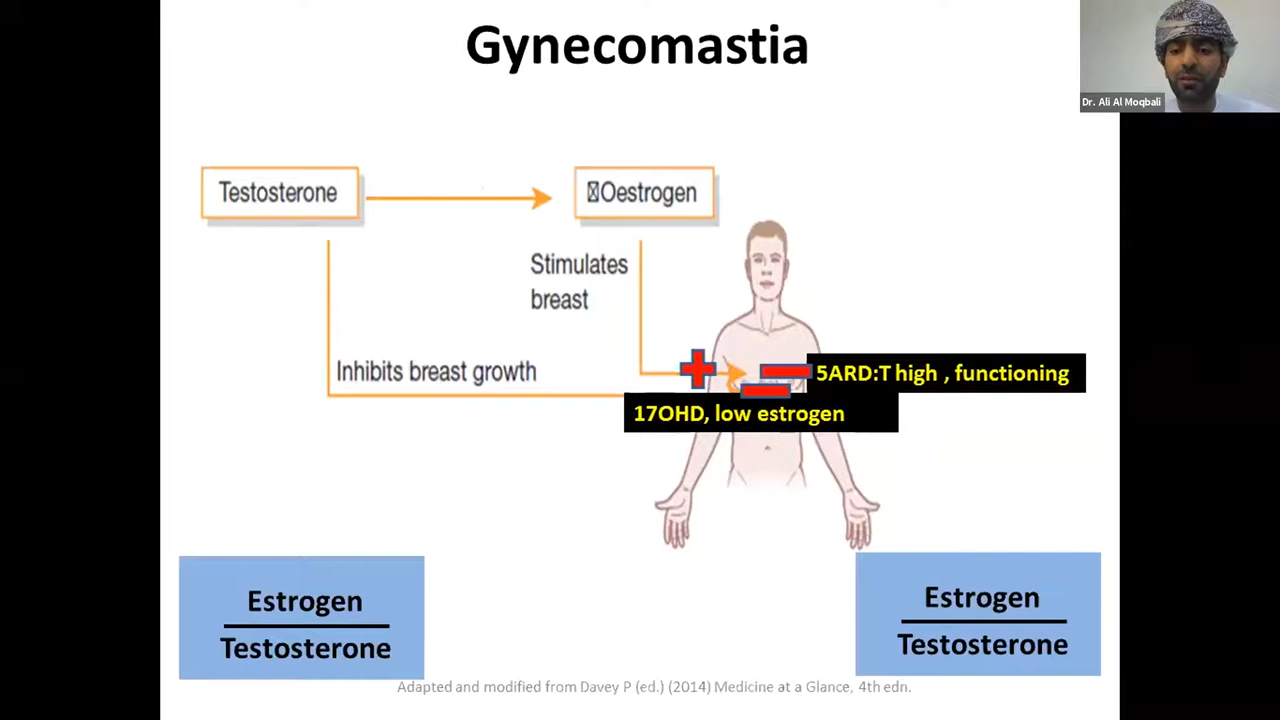 Gynecomastia
Dr. Ali Al Moqbali
Testosterone
Oestrogen
Stimulates
breast
Inhibits breast growth
5ARD:T high , functioning
17OHD, low estrogen
Estrogen
Testosterone
Estrogen
Testosterone
Adapted and modified from Davey P (ed.) (2014) Medicine at a Glance, 4th edn.